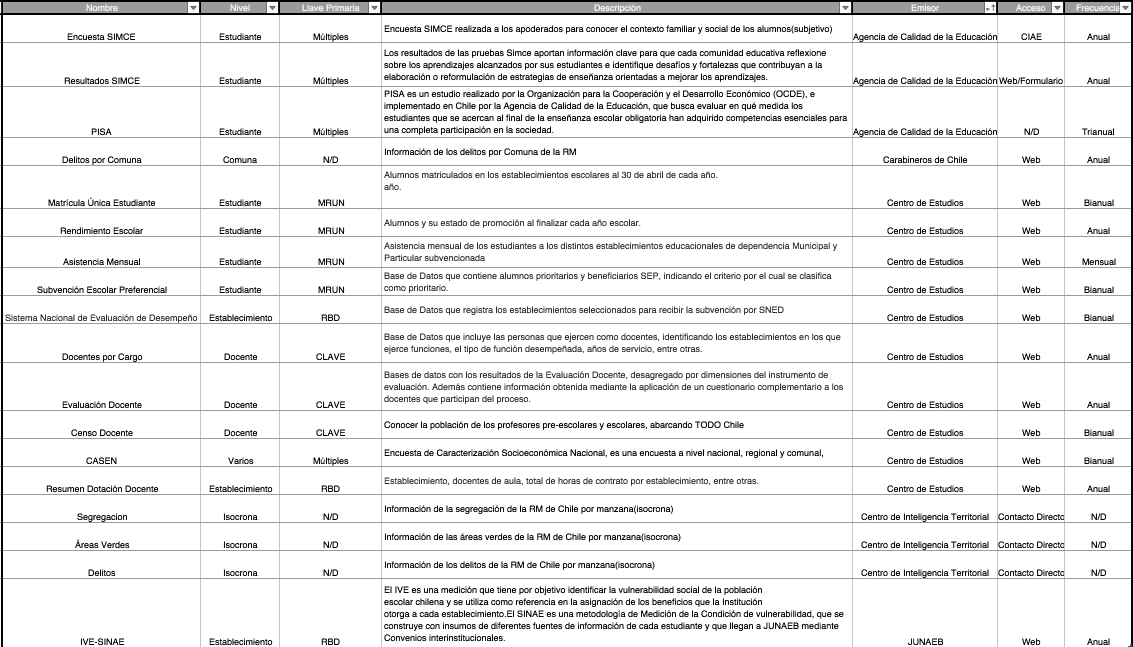 Nombre Nivel Llave Primaria Descripción Emisor Acceso Frecuencia
Encuesta SIMCE Estudiante Múltiples Encuesta SIMCE realizada a los apoderados para conocer el contexto familiar y social de los alumnos(subjetivo) Agencia de Calidad de la Educación CIAE Anual
Los resultados de las pruebas Simce aportan información clave para que cada comunidad educativa reflexione
sobre los aprendizajes alcanzados por sus estudiantes e identifique desafíos y fortalezas que contribuyan a la
Resultados SIMCE Estudiante Múltiples elaboración o reformulación de estrategias de enseñanza orientadas a mejorar los aprendizajes. Agencia de Calidad de la Educación Web/Formulario Anual
PISA es un estudio realizado por la Organización para la Cooperación y el Desarrollo Económico (OCDE), e
implementado en Chile por la Agencia de Calidad de la Educación, que busca evaluar en qué medida los
estudiantes que se acercan al final de la enseñanza escolar obligatoria han adquirido competencias esenciales para
PISA Estudiante Múltiples una completa participación en la sociedad. Agencia de Calidad de la Educación N/D Trianual
Delitos por Comuna Comuna N/D Información de los delitos por Comuna de la RM Carabineros de Chile Web Anual
Alumnos matriculados en los establecimientos escolares al 30 de abril de cada año.
año.
Matrícula Única Estudiante Estudiante MRUN Centro de Estudios Web Bianual
Rendimiento Escolar Estudiante MRUN Alumnos y su estado de promoción al finalizar cada año escolar. Centro de Estudios Web Anual
Asistencia mensual de los estudiantes a los distintos establecimientos educacionales de dependencia Municipal y
Asistencia Mensual Estudiante MRUN Particular subvencionada Centro de Estudios Web Mensual
Base de Datos que contiene alumnos prioritarios y beneficiarios SEP, indicando el criterio por el cual se clasifica
Subvención Escolar Preferencial Estudiante MRUN como prioritario. Centro de Estudios Web Bianual
Sistema Nacional de Evaluación de Desempeño Establecimiento RBD Base de Datos que registra los establecimientos seleccionados para recibir la subvención por SNED Centro de Estudios Web Bianual
Base de Datos que incluye las personas que ejercen como docentes, identificando los establecimientos en los que
Docentes por Cargo Docente CLAVE ejerce funciones, el tipo de función desempeñada, años de servicio, entre otras. Centro de Estudios Web Anual
Bases de datos con los resultados de la Evaluación Docente, desagregado por dimensiones del instrumento de
evaluación. Además contiene información obtenida mediante la aplicación de un cuestionario complementario a los
Evaluación Docente Docente CLAVE docentes que participan del proceso. Centro de Estudios Web Anual
Censo Docente Docente CLAVE Conocer la población de los profesores pre-escolares y escolares, abarcando TODO Chile Centro de Estudios Web Bianual
CASEN Varios Múltiples Encuesta de Caracterización Socioeconómica Nacional, es una encuesta a nivel nacional, regional y comunal, Centro de Estudios Web Bianual
Resumen Dotación Docente Establecimiento RBD Establecimiento, docentes de aula, total de horas de contrato por establecimiento, entre otras. Centro de Estudios Web Anual
Segregacion Isocrona N/D Información de la segregación de la RM de Chile por manzana(isocrona) Centro de Inteligencia Territorial Contacto Directo N/D
Áreas Verdes Isocrona N/D Información de las áreas verdes de la RM de Chile por manzana(isocrona) Centro de Inteligencia Territorial Contacto Directo N/D
Delitos Isocrona N/D Información de los delitos de la RM de Chile por manzana(isocrona) Centro de Inteligencia Territorial Contacto Directo N/D
El IVE es una medición que tiene por objetivo identificar la vulnerabilidad social de la población
escolar chilena y se utiliza como referencia en la asignación de los beneficios que la Institución
otorga a cada establecimiento.El SINAE es una metodología de Medición de la Condición de vulnerabilidad, que se
construye con insumos de diferentes fuentes de información de cada estudiante y que llegan a JUNAEB mediante
IVE-SINAE Establecimiento RBD Convenios interinstitucionales. JUNAEB Web Anual